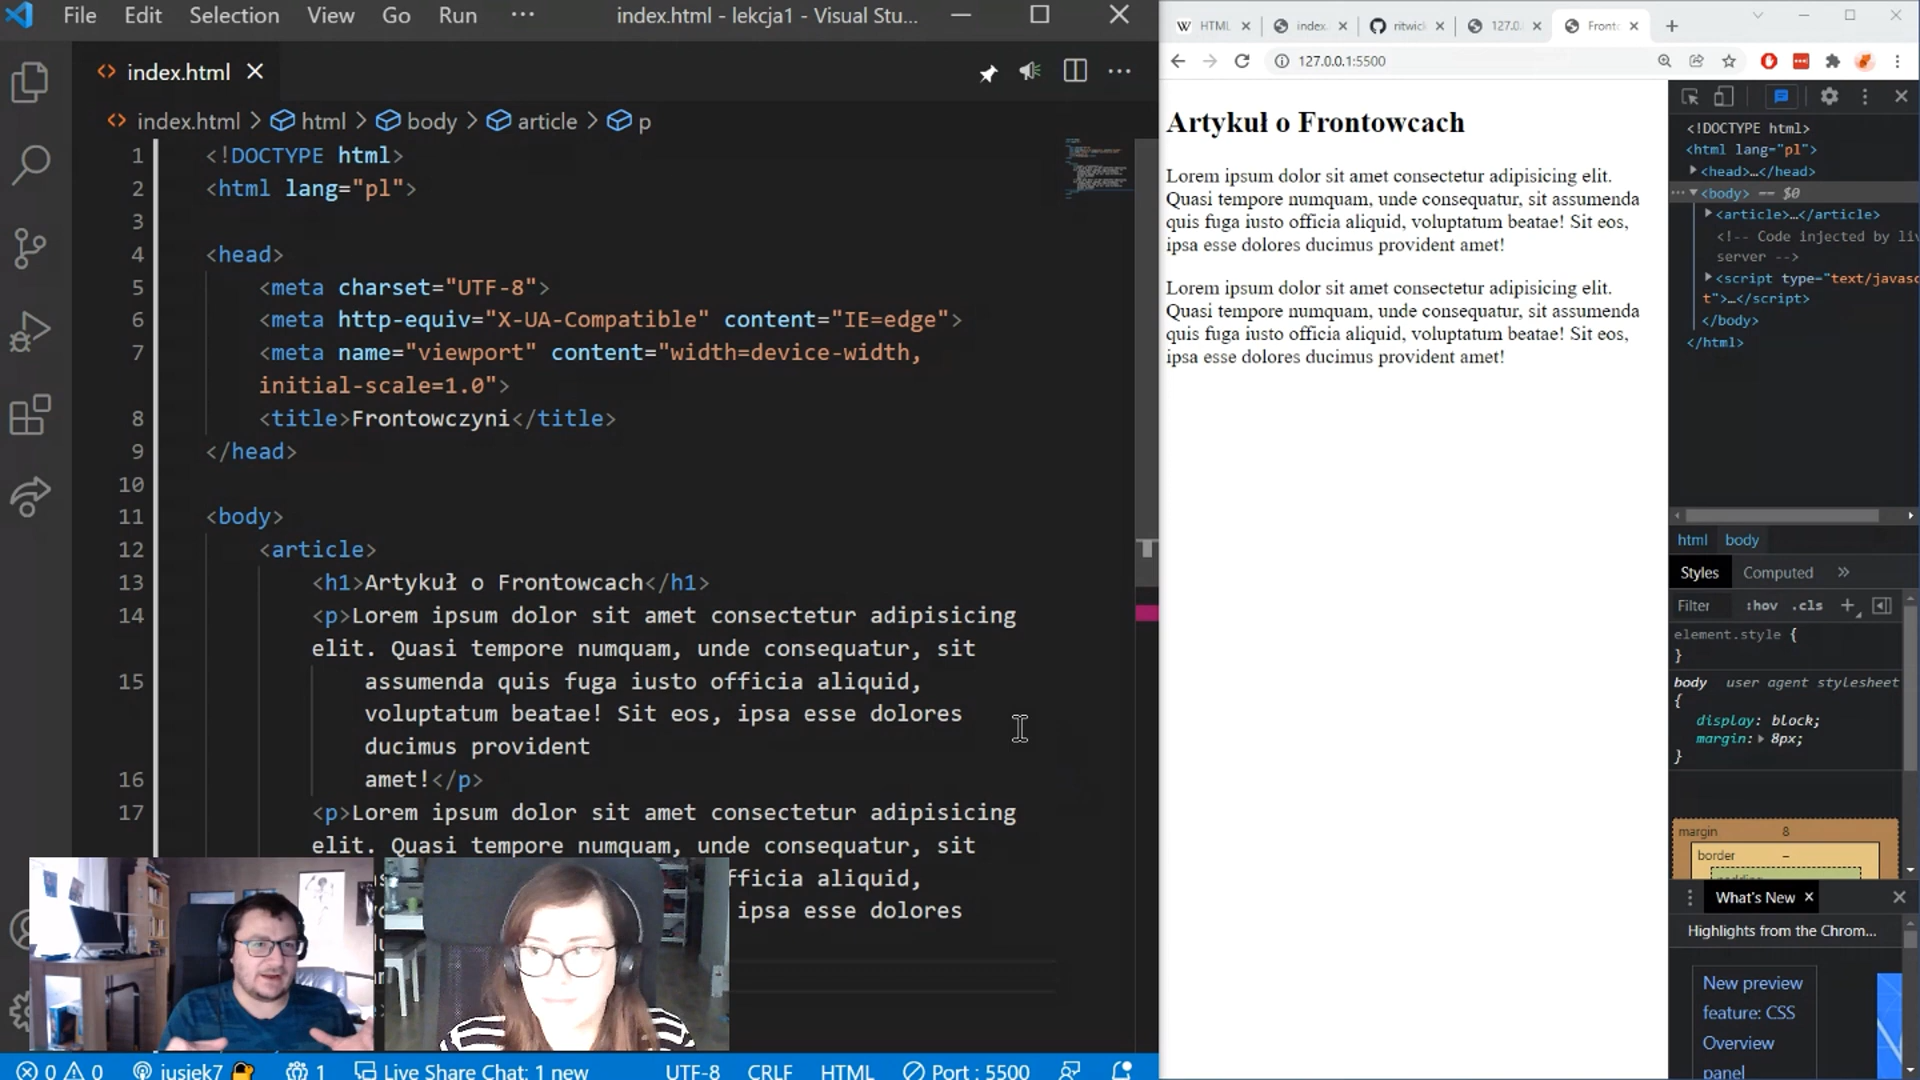 File Edit Selection View Go Run ··· index.html - lekcja1 - Visual Stu...
index.html
index.html > html > body > article > p
1 <!DOCTYPE html>
2 <html lang="pl">
3
4 <head>
5 <meta charset="UTF-8">
6 <meta http-equiv="X-UA-Compatible" content="IE=edge">
7 <meta name="viewport" content="width=device-width,
initial-scale=1.0">
8 <title>Frontowczyni</title>
9 </head>
10
11 <body>
12 <article>
13 <h1>Artykuł o Frontowcach</h1>
14 <p>Lorem ipsum dolor sit amet consectetur adipisicing
elit. Quasi tempore numquam, unde consequatur, sit
15 assumenda quis fuga iusto officia aliquid,
voluptatum beatae! Sit eos, ipsa esse dolores
ducimus provident
16 amet!</p>
17 <p>Lorem ipsum dolor sit amet consectetur adipisicing
elit. Quasi tempore numquam, unde consequatur, sit
fficia aliquid,
ipsa esse dolores
0 0 jusiek7 1 Live Share Chat: 1 new UTF-8 CRLF HTML Port : 5500
HTML index. ritwic 127.0. Front
127.0.0.1:5500
Artykuł o Frontowcach
Lorem ipsum dolor sit amet consectetur adipisicing elit.
Quasi tempore numquam, unde consequatur, sit assumenda
quis fuga iusto officia aliquid, voluptatum beatae! Sit eos,
ipsa esse dolores ducimus provident amet!
Lorem ipsum dolor sit amet consectetur adipisicing elit.
Quasi tempore numquam, unde consequatur, sit assumenda
quis fuga iusto officia aliquid, voluptatum beatae! Sit eos,
ipsa esse dolores ducimus provident amet!
<!DOCTYPE html>
<html lang="pl">
<head>…</head>
<body> == $0
<article>…</article>
<!-- Code injected by li
server -->
<script type="text/javasc
t">…</script>
</body>
</html>
html body
Styles Computed »
Filter :hov .cls +
element.style {
}
body user agent stylesheet
{
display: block;
margin: 8px;
}
margin 8
border –
What's New
Highlights from the Chrom...
New preview
feature: CSS
Overview
panel